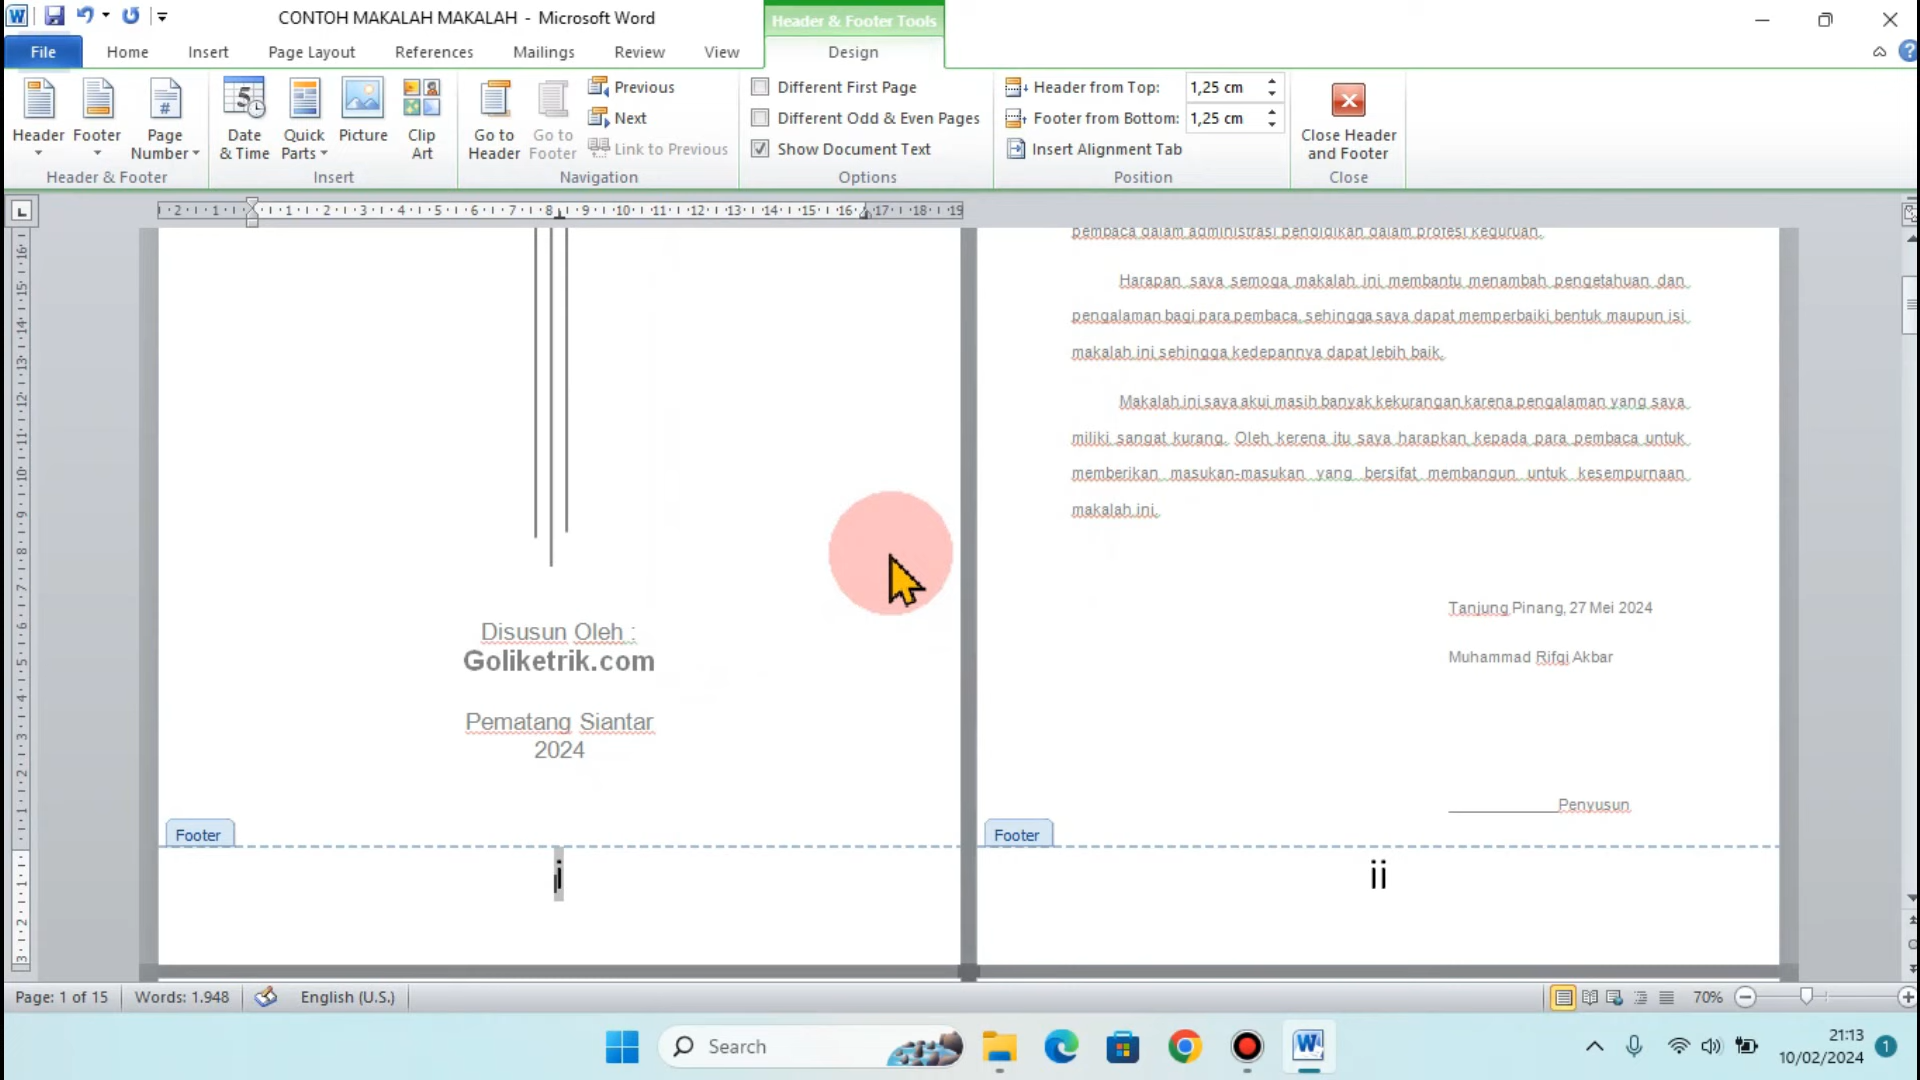 CONTOH MAKALAH MAKALAH - Microsoft Word
Header & Footer Tools
File
Home
Insert
Page Layout
References
Mailings
Review
View
Design
Header
Footer
Page Number
Header & Footer
Date & Time
Quick Parts
Picture
Clip Art
Insert
Go to Header
Go to Footer
Previous
Next
Link to Previous
Navigation
Different First Page
Different Odd & Even Pages
Show Document Text
Options
Header from Top: 1,25 cm
Footer from Bottom: 1,25 cm
Insert Alignment Tab
Position
Close Header and Footer
Close
Disusun Oleh :
Goliketrik.com
Pematang Siantar
2024
Footer
i
pembaca dalam administrasi pendidikan dalam profesi keguruan.
Harapan saya semoga makalah ini membantu menambah pengetahuan dan
pengalaman bagi para pembaca, sehingga saya dapat memperbaiki bentuk maupun isi
makalah ini sehingga kedepannya dapat lebih baik.
Makalah ini saya akui masih banyak kekurangan karena pengalaman yang saya
miliki sangat kurang. Oleh kerena itu saya harapkan kepada para pembaca untuk
memberikan masukan-masukan yang bersifat membangun untuk kesempurnaan
makalah ini.
Tanjung Pinang, 27 Mei 2024
Muhammad Rifqi Akbar
Penyusun
Footer
ii
Page: 1 of 15
Words: 1.948
English (U.S.)
70%
Search
21:13
10/02/2024
1